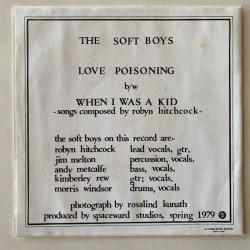 THE SOFT BOYS
LOVE POISONING
b/w
WHEN I WAS A KID
-songs composed by robyn hitchcock-
the soft boys on this record are-
robyn hitchcock lead vocals, gtr,
jim melton percussion, vocals.
andy metcalfe bass, vocals.
kimberley rew gtr; vocals,
morris windsor drums, vocals
photograph by rosalind kunath
produced by spaceward studios, spring 1979